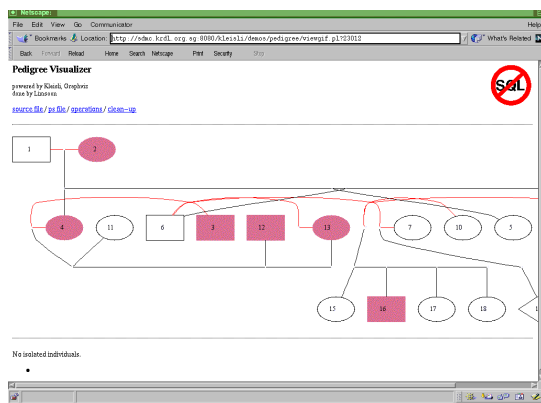 Netscape:
File Edit View Go Communicator Help
Bookmarks Location: http://sdmc.krdl.org.sg:8080/kleisli/demos/pedigree/viewgif.pl?23012 What's Related
Back Forward Reload Home Search Netscape Print Security Stop
Pedigree Visualizer
powered by Kleisli, Graphviz
done by Limsoon
SQL
source file / ps file / operations / clean-up
1 2
4 11 6 3 12 13 7 10 5
15 16 17 18
No isolated individuals.